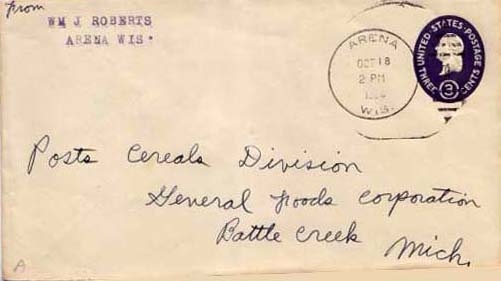 From
WM J ROBERTS
ARENA WIS.
ARENA
OCT 18
2 PM
WIS.
UNITED STATES POSTAGE
THREE 3 CENTS
Posts Cereals Division
General Foods Corporation
Battle Creek
Mich.
A